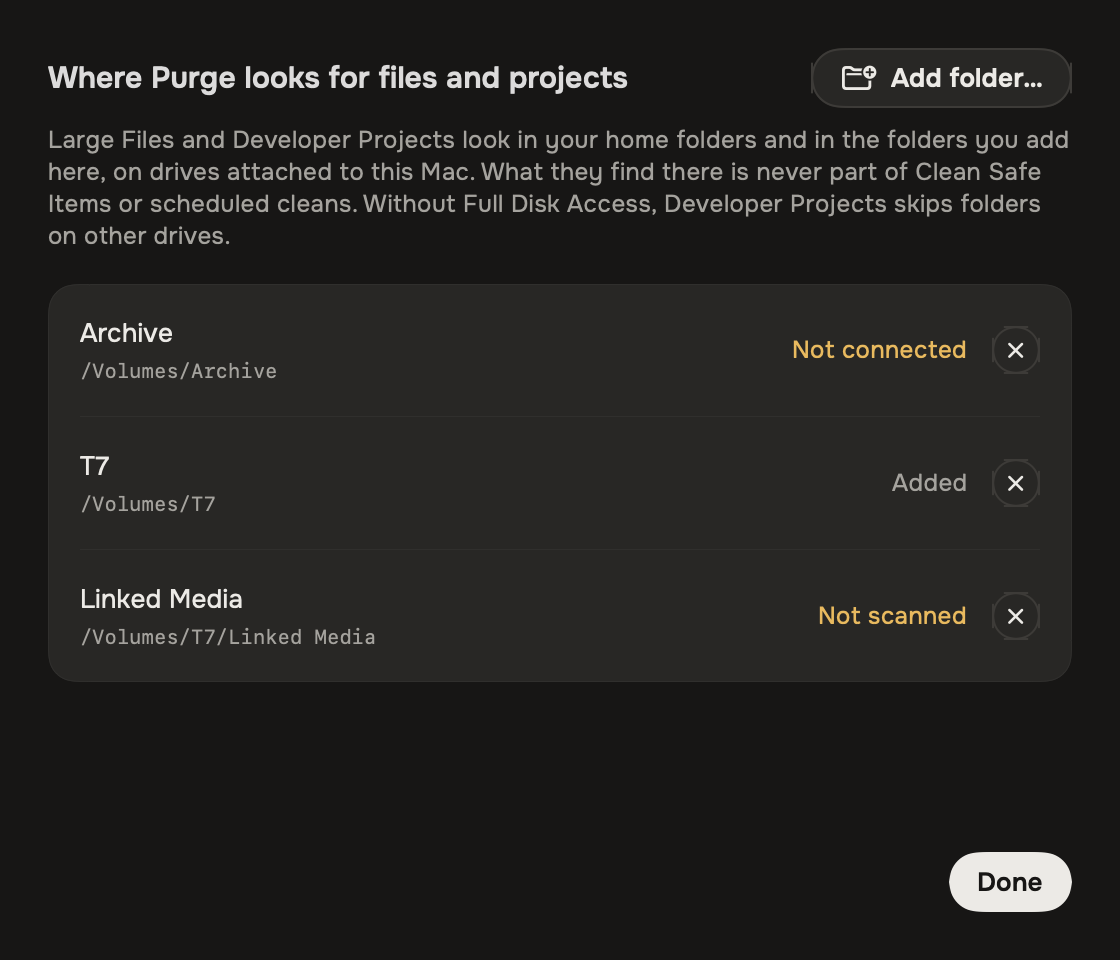 Where Purge looks for files and projects
Add folder...
Large Files and Developer Projects look in your home folders and in the folders you add
here, on drives attached to this Mac. What they find there is never part of Clean Safe
Items or scheduled cleans. Without Full Disk Access, Developer Projects skips folders
on other drives.
Archive
/Volumes/Archive
Not connected
T7
/Volumes/T7
Added
Linked Media
/Volumes/T7/Linked Media
Not scanned
Done